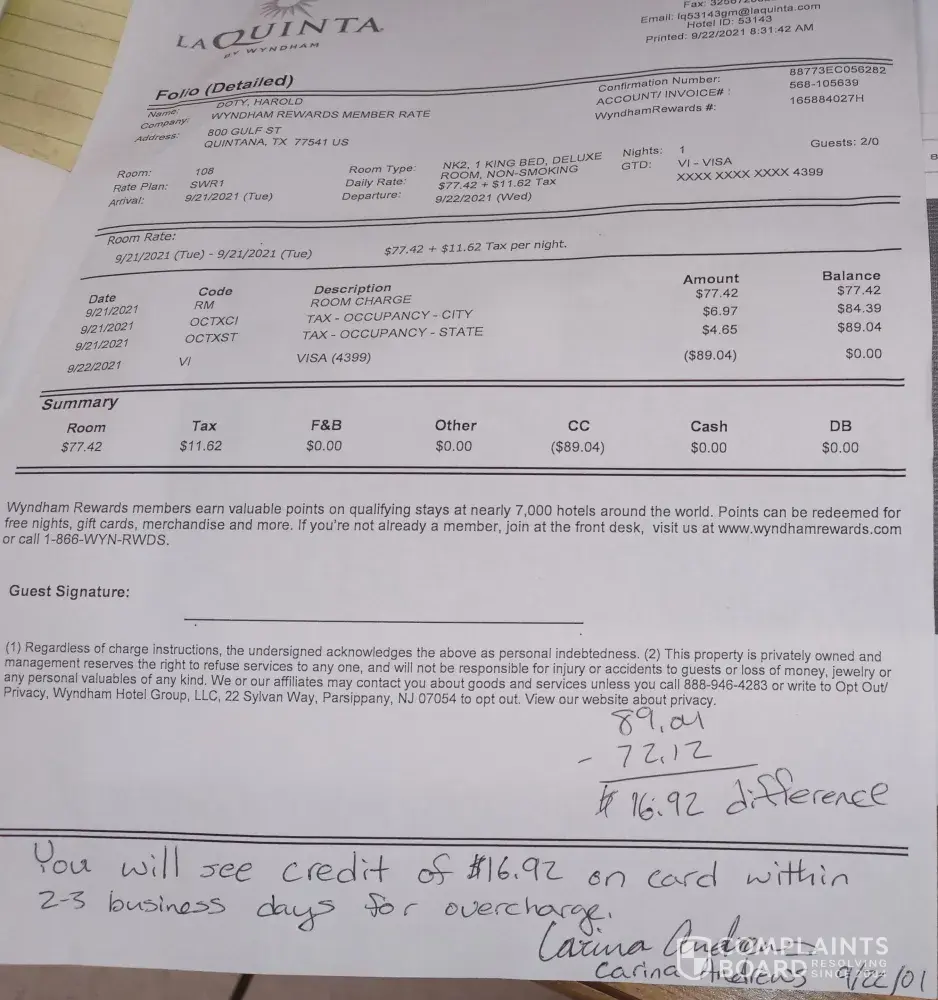 LAQUINTA
BY WYNDHAM
Email: lq53143gm@laquinta.com
Hotel ID: 53143
Printed: 9/22/2021 8:31:42 AM
Folio (Detailed)
Name: DOTY, HAROLD
Company: WYNDHAM REWARDS MEMBER RATE
Address: 800 GULF ST
QUINTANA, TX 77541 US
Confirmation Number: 88773EC056282
ACCOUNT/ INVOICE# : 568-105639
WyndhamRewards #: 165884027H
Room: 108 Room Type: NK2, 1 KING BED, DELUXE ROOM, NON-SMOKING Nights: 1 Guests: 2/0
Rate Plan: SWR1 Daily Rate: $77.42 + $11.62 Tax GTD: VI - VISA
XXXX XXXX XXXX 4399
Arrival: 9/21/2021 (Tue) Departure: 9/22/2021 (Wed)
Room Rate:
9/21/2021 (Tue) - 9/21/2021 (Tue) $77.42 + $11.62 Tax per night.
Date Code Description Amount Balance
9/21/2021 RM ROOM CHARGE $77.42 $77.42
9/21/2021 OCTXCI TAX - OCCUPANCY - CITY $6.97 $84.39
9/21/2021 OCTXST TAX - OCCUPANCY - STATE $4.65 $89.04
9/22/2021 VI VISA (4399) ($89.04) $0.00
Summary
Room Tax F&B Other CC Cash DB
$77.42 $11.62 $0.00 $0.00 ($89.04) $0.00 $0.00
Wyndham Rewards members earn valuable points on qualifying stays at nearly 7,000 hotels around the world. Points can be redeemed for
free nights, gift cards, merchandise and more. If you're not already a member, join at the front desk, visit us at www.wyndhamrewards.com
or call 1-866-WYN-RWDS.
Guest Signature:
(1) Regardless of charge instructions, the undersigned acknowledges the above as personal indebtedness. (2) This property is privately owned and
management reserves the right to refuse services to any one, and will not be responsible for injury or accidents to guests or loss of money, jewelry or
any personal valuables of any kind. We or our affiliates may contact you about goods and services unless you call 888-946-4283 or write to Opt Out/
Privacy, Wyndham Hotel Group, LLC, 22 Sylvan Way, Parsippany, NJ 07054 to opt out. View our website about privacy.
89.04
- 72.12
$ 16.92 difference
You will see credit of $16.92 on card within
2-3 business days for overcharge.
Carina Andrews
Carina Andrews 9/22/01
COMPLAINTS
BOARD RESOLVING
SINCE 2004